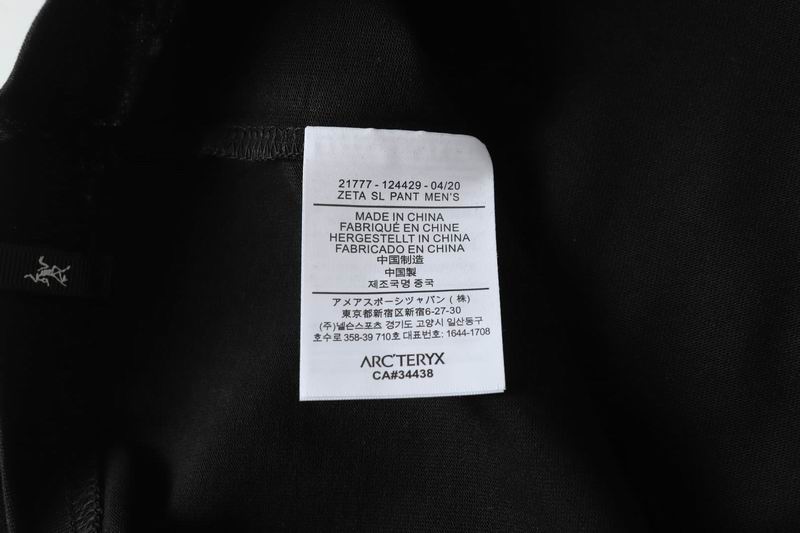 21777 - 124429 - 04/20
ZETA SL PANT MEN'S
MADE IN CHINA
FABRIQUÉ EN CHINE
HERGESTELLT IN CHINA
FABRICADO EN CHINA
中国制造
中国製
제조국명 중국
アメアスポーシヅャパン ( 株)
東京都新宿区新宿6-27-30
(주)넬슨스포츠 경기도 고양시 일산동구
호수로 358-39 710호 대표번호: 1644-1708
ARC'TERYX
CA#34438